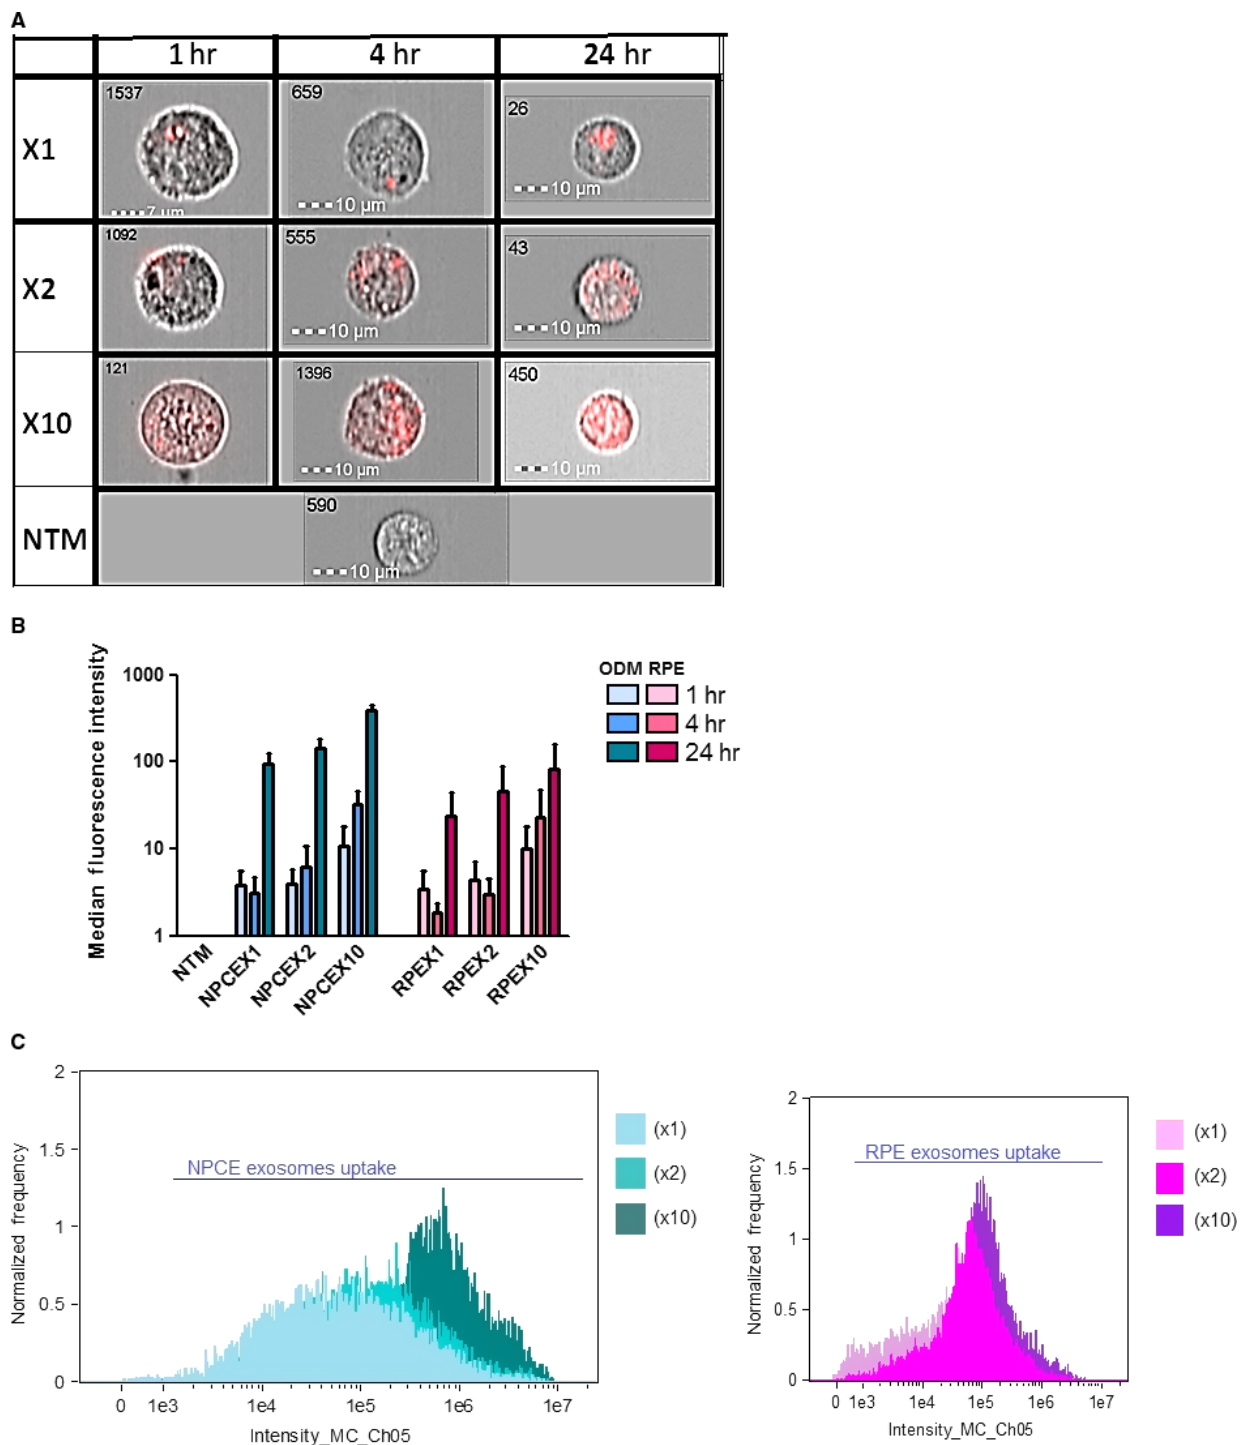 A
1 hr 4 hr 24 hr
X1 1537 7 µm 659 10 µm 26 10 µm
X2 1092 555 10 µm 43 10 µm
X10 121 1396 10 µm 450 10 µm
NTM 590 10 µm
B
Median fluorescence intensity
1000
100
10
1
NTM NPCEX1 NPCEX2 NPCEX10 RPEX1 RPEX2 RPEX10
ODM RPE
1 hr
4 hr
24 hr
C
Normalized frequency
2
1.5
1
0.5
0
NPCE exosomes uptake
0 1e3 1e4 1e5 1e6 1e7
Intensity_MC_Ch05
(x1)
(x2)
(x10)
Normalized frequency
2
1.5
1
0.5
0
RPE exosomes uptake
0 1e3 1e4 1e5 1e6 1e7
Intensity_MC_Ch05
(x1)
(x2)
(x10)